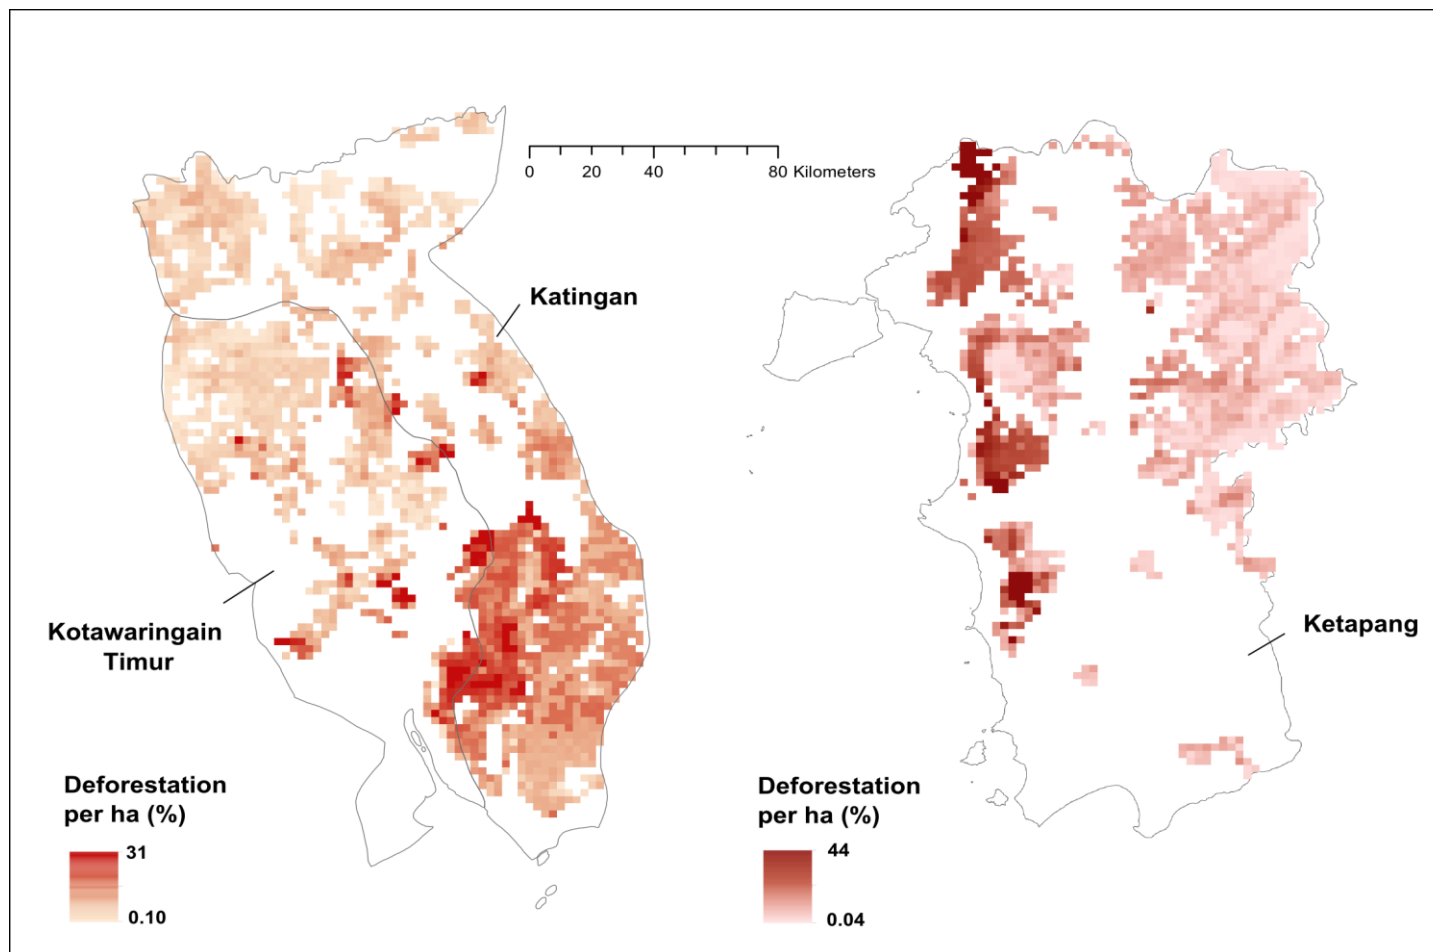 0 20 40 80 Kilometers
Katingan
Kotawaringain
Timur
Ketapang
Deforestation
per ha (%)
31
0.10
Deforestation
per ha (%)
44
0.04